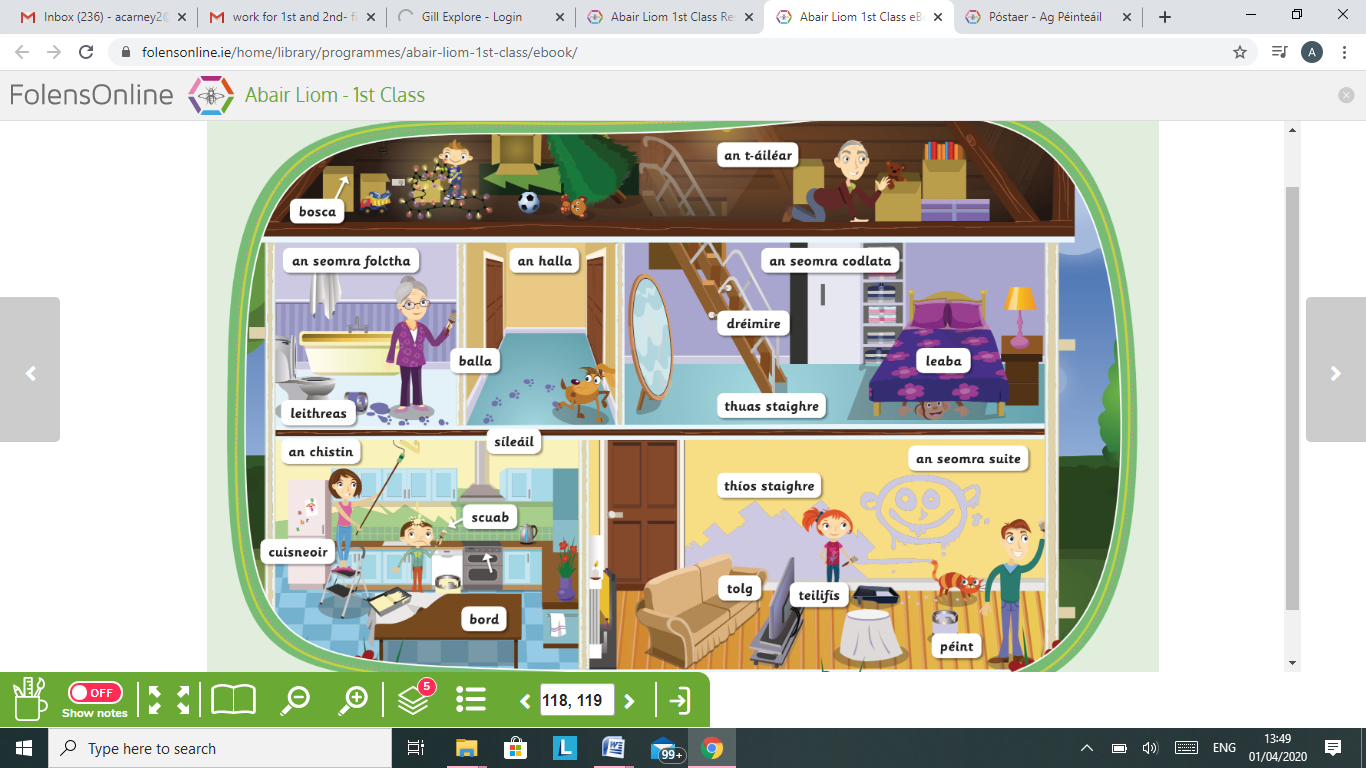 Inbox (236) - acarney2@
work for 1st and 2nd- fi
Gill Explore - Login
Abair Liom 1st Class Res
Abair Liom 1st Class eBo
Póstaer - Ag Péinteáil
folensonline.ie/home/library/programmes/abair-liom-1st-class/ebook/
A
FolensOnline
Abair Liom - 1st Class
an t-áiléar
bosca
an seomra folctha
an halla
an seomra codlata
dréimire
balla
leaba
leithreas
thuas staighre
síleáil
an chistin
an seomra suite
thíos staighre
scuab
cuisneoir
tolg
teilifís
bord
péint
OFF
Show notes
5
118, 119
Type here to search
L
99+
ENG
13:49
01/04/2020